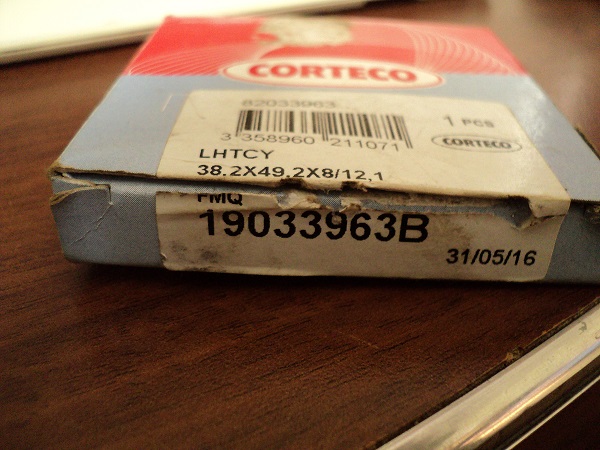 CORTECO
82033963
1 PCS
3 358960 211071
CORTECO
LHTCY
38.2X49.2X8/12,1
FMQ
19033963B
31/05/16